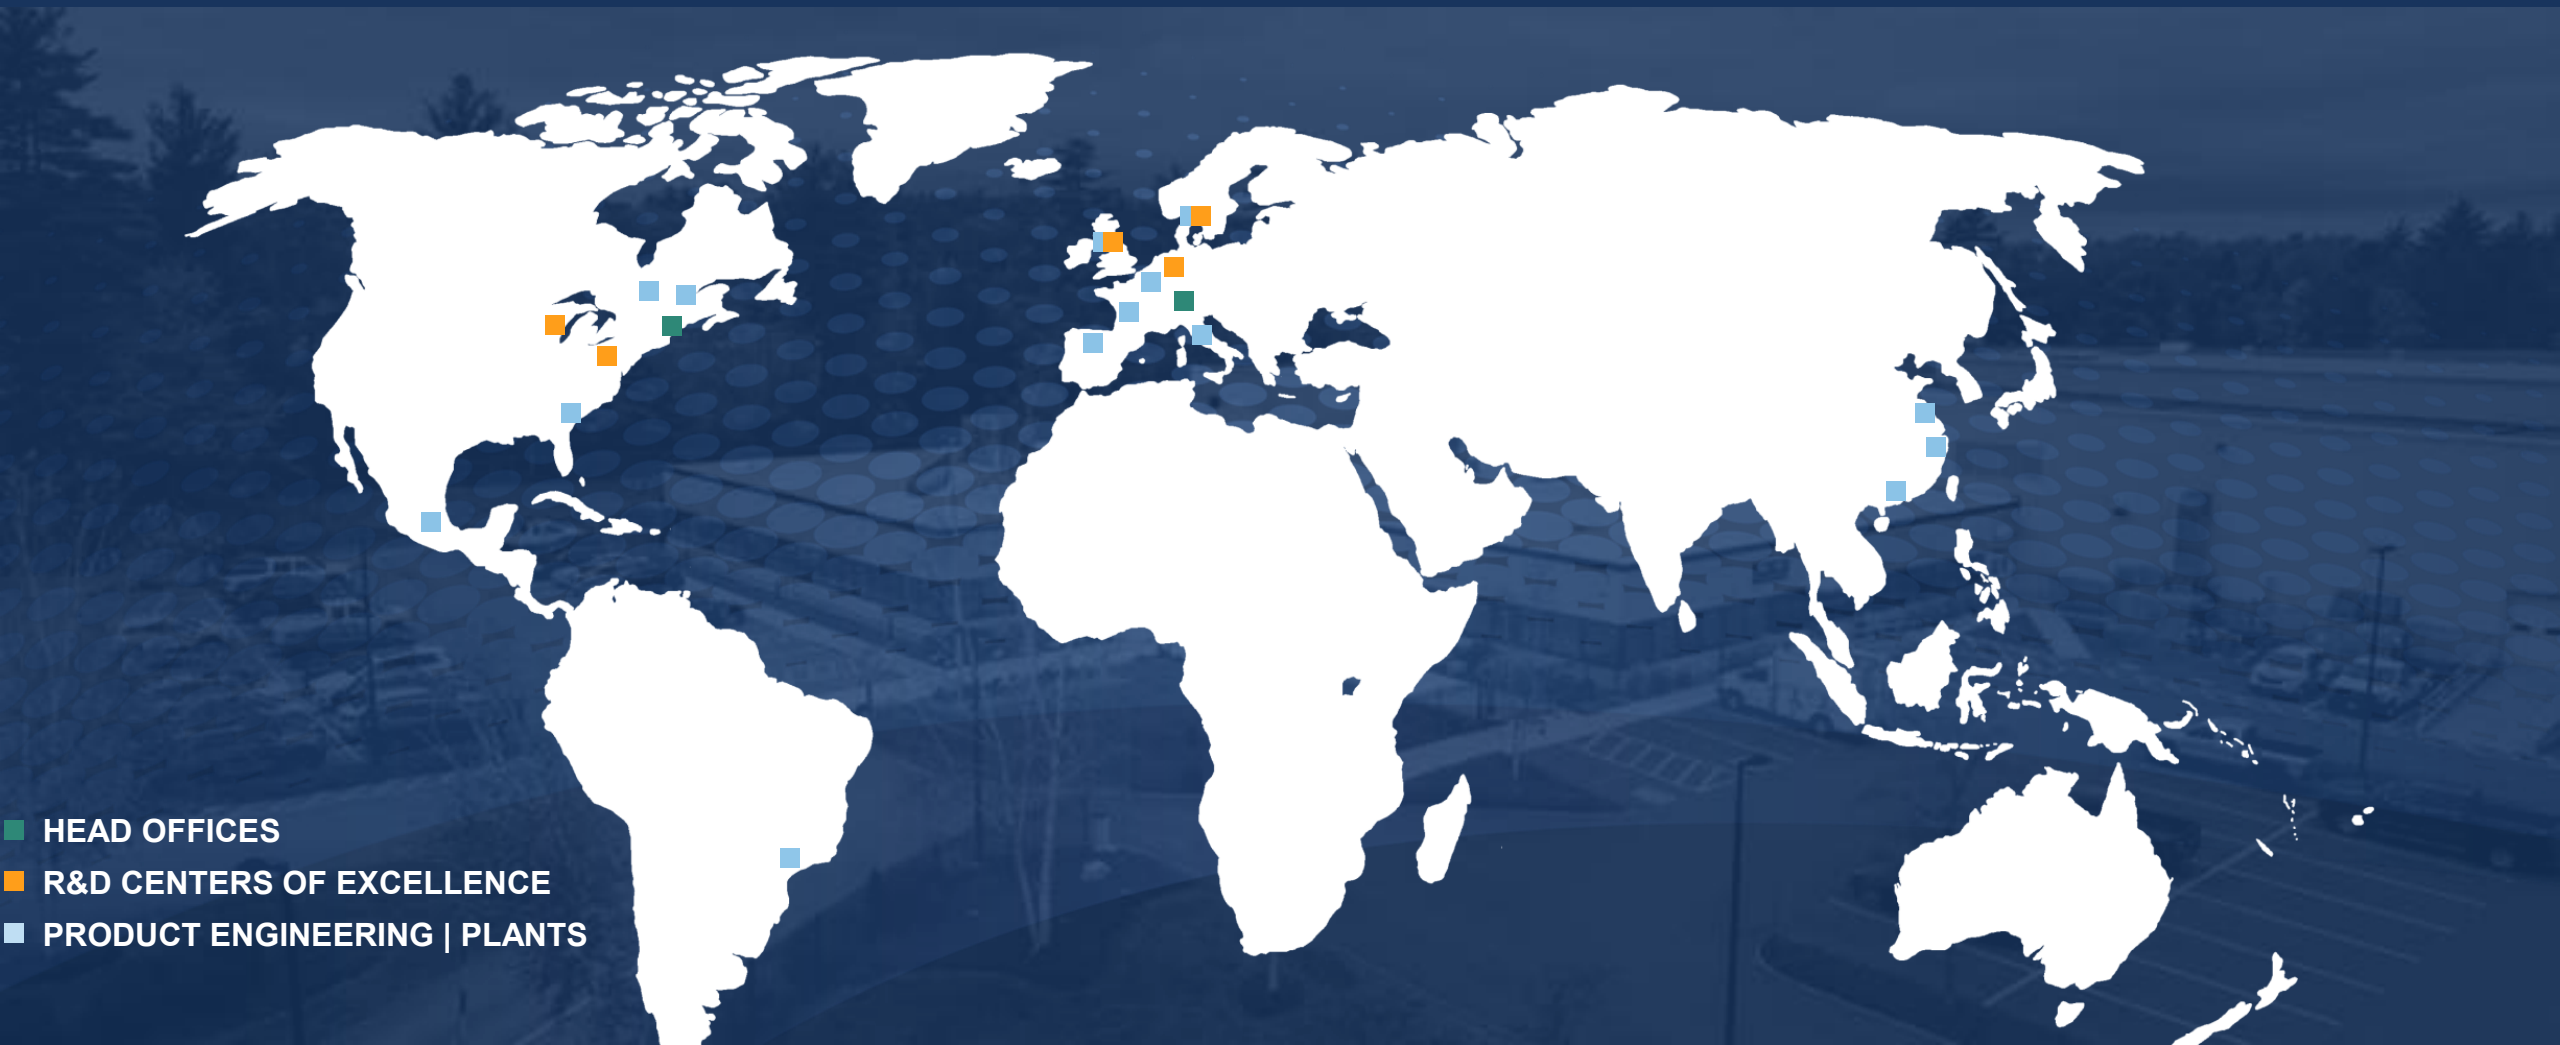 HEAD OFFICES
R&D CENTERS OF EXCELLENCE
PRODUCT ENGINEERING | PLANTS